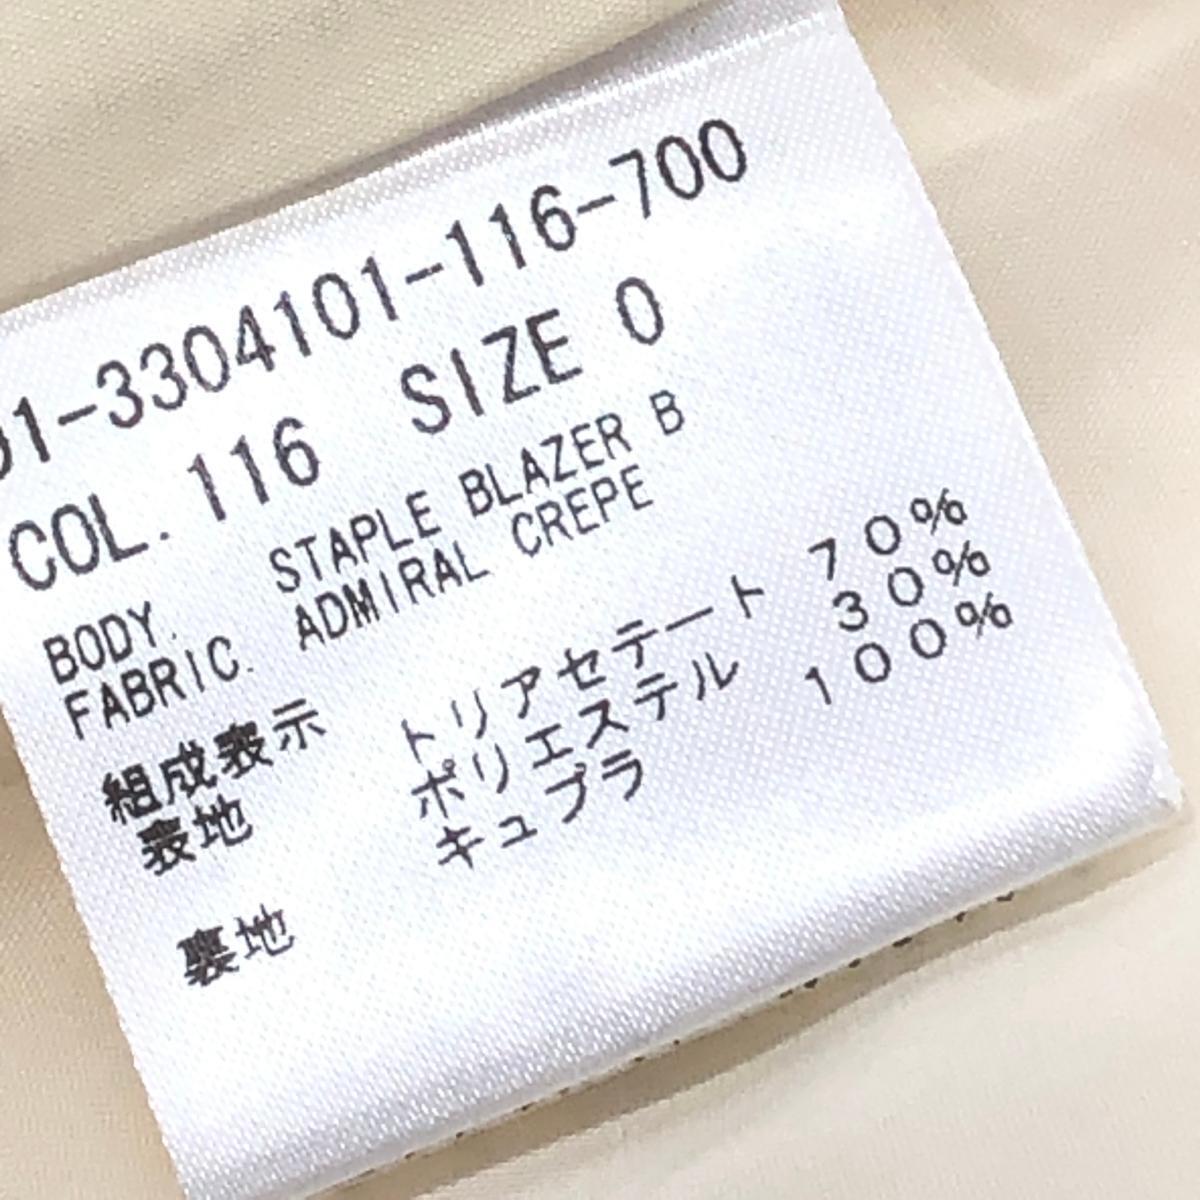 01-3304101-116-700
COL. 116 SIZE 0
BODY. STAPLE BLAZER B
FABRIC. ADMIRAL CREPE
組成表示
表地 トリアセテート 70%
ポリエステル 30%
裏地 キュプラ 100%